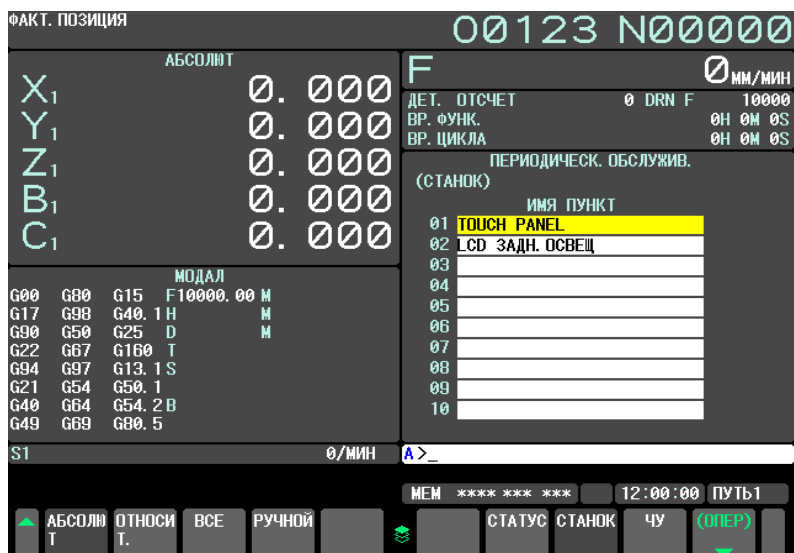 ФАКТ. ПОЗИЦИЯ
O0123 N00000
АБСОЛЮТ
X1 0. 000
Y1 0. 000
Z1 0. 000
B1 0. 000
C1 0. 000
F 0 ММ/МИН
ДЕТ. ОТСЧЕТ 0 DRN F 10000
ВР. ФУНК. 0H 0M 0S
ВР. ЦИКЛА 0H 0M 0S
ПЕРИОДИЧЕСК. ОБСЛУЖИВ.
(СТАНОК)
ИМЯ ПУНКТ
01 TOUCH PANEL
02 LCD ЗАДН. ОСВЕЩ
03
04
05
06
07
08
09
10
МОДАЛ
G00 G80 G15 F10000. 00 M
G17 G98 G40. 1 H M
G90 G50 G25 D M
G22 G67 G160 T
G94 G97 G13. 1 S
G21 G54 G50. 1
G40 G64 G54. 2 B
G49 G69 G80. 5
S1 0/МИН
A >_
MEM **** *** *** 12:00:00 ПУТЬ1
АБСОЛЮ ОТНОСИ ВСЕ РУЧНОЙ СТАТУС СТАНОК ЧУ (ОПЕР)
Т Т.